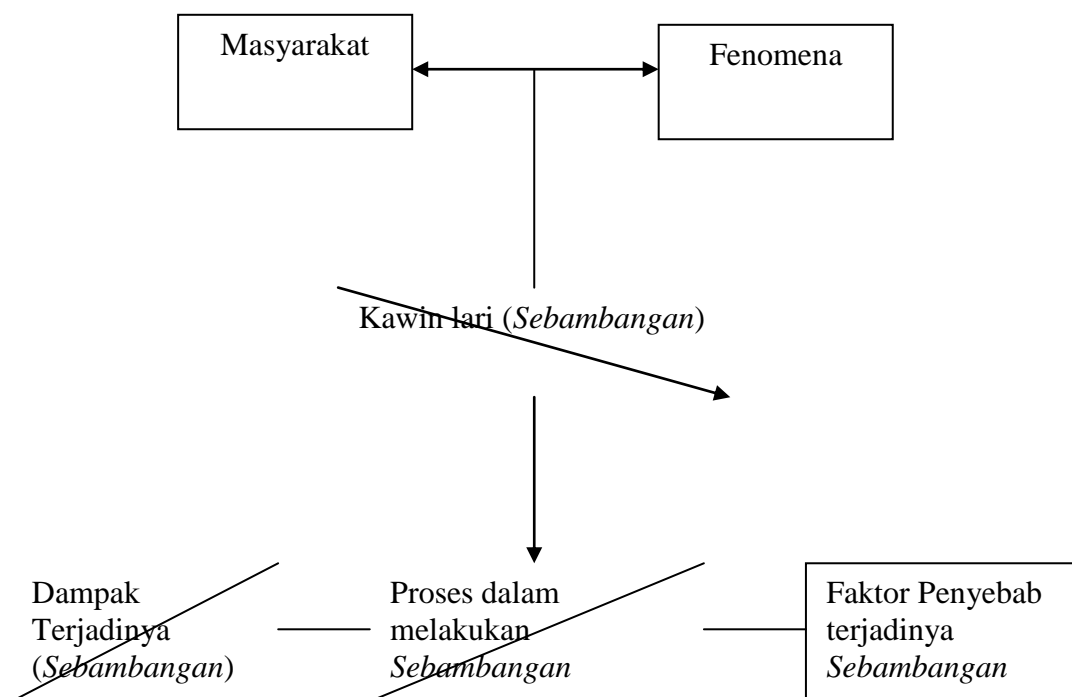 Masyarakat
Fenomena
Kawin lari (Sebambangan)
Dampak
Terjadinya
(Sebambangan)
Proses dalam
melakukan
Sebambangan
Faktor Penyebab
terjadinya
Sebambangan